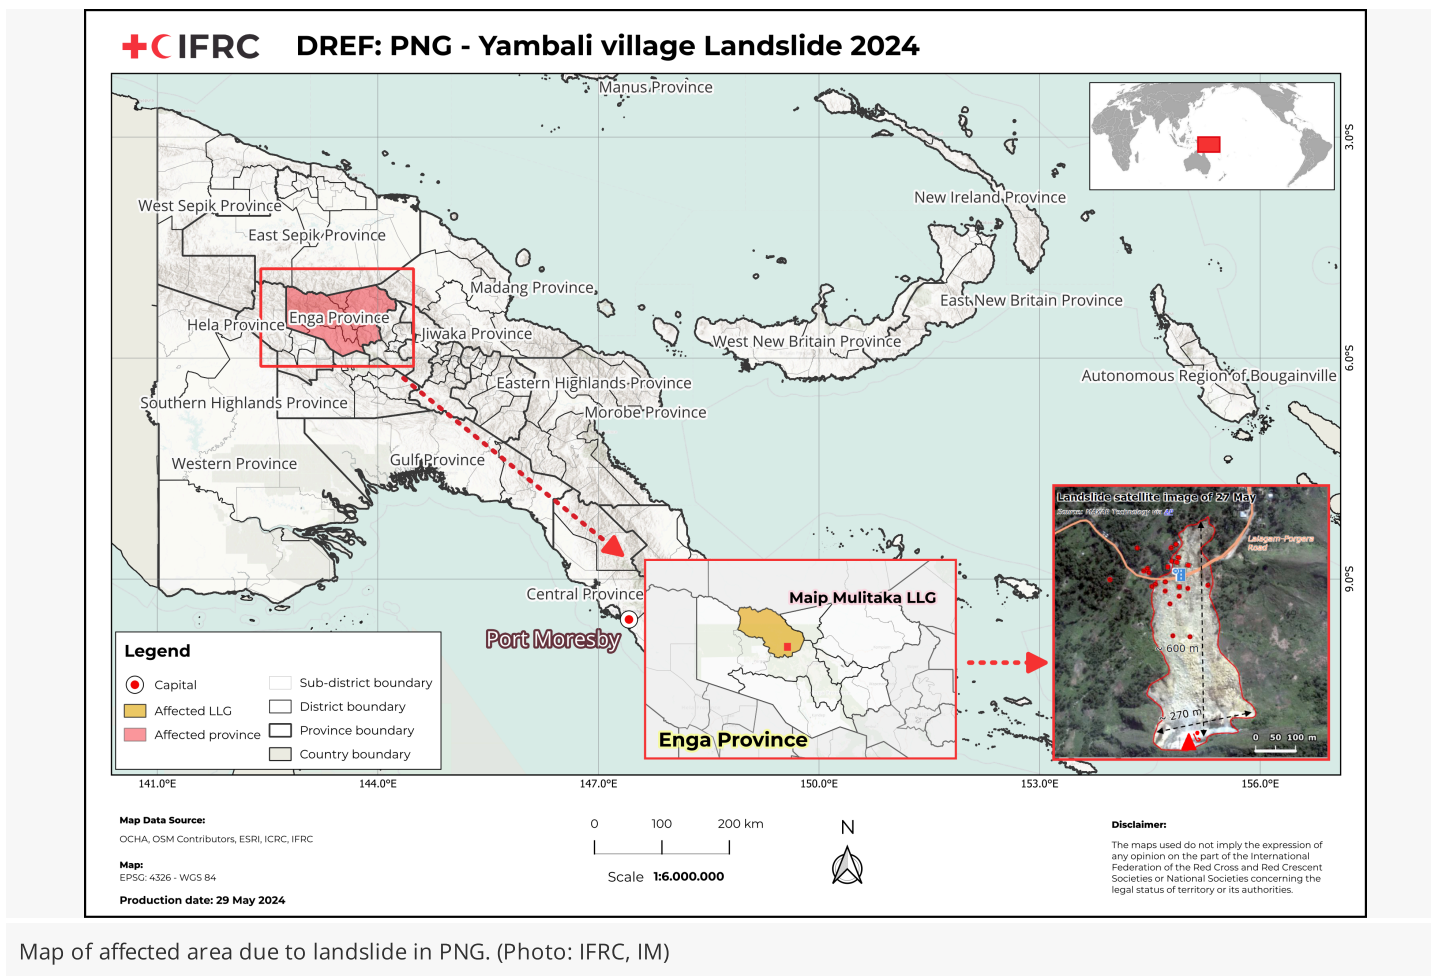 IFRC
DREF: PNG - Yambali village Landslide 2024
Manus Province
3.0°S
New Ireland Province
West Sepik Province
East Sepik Province
Madang Province
East New Britain Province
Enga Province
Hela Province
Jiwaka Province
West New Britain Province
6.0°S
Autonomous Region of Bougainville
Eastern Highlands Province
Southern Highlands Province
Morobe Province
Gulf Province
Western Province
Landslide satellite image of 27 May
Source: MAXAR Technology via AP
Lalagam-Porgera
Road
9.0°S
Central Province
Maip Mulitaka LLG
Port Moresby
~ 600 m
~ 270 m
0 50 100 m
Enga Province
Legend
Capital
Affected LLG
Affected province
Sub-district boundary
District boundary
Province boundary
Country boundary
141.0°E 144.0°E 147.0°E 150.0°E 153.0°E 156.0°E
Map Data Source:
OCHA, OSM Contributors, ESRI, ICRC, IFRC
Map:
EPSG: 4326 - WGS 84
Production date: 29 May 2024
0 100 200 km
Scale 1:6.000.000
N
Disclaimer:
The maps used do not imply the expression of
any opinion on the part of the International
Federation of the Red Cross and Red Crescent
Societies or National Societies concerning the
legal status of territory or its authorities.
Map of affected area due to landslide in PNG. (Photo: IFRC, IM)